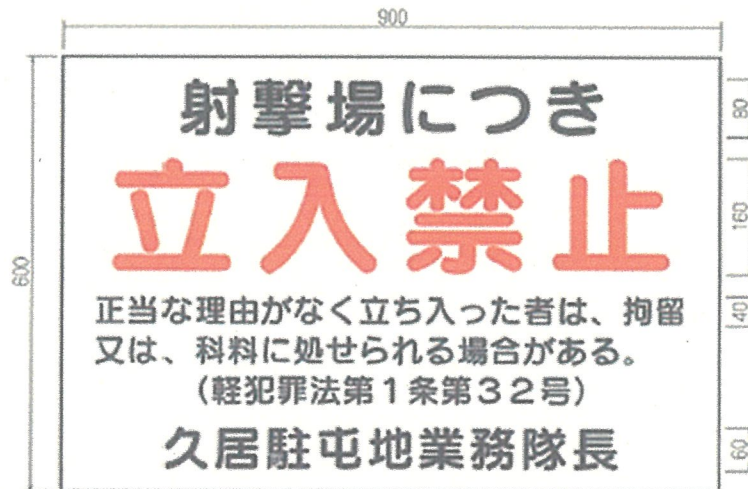 900
射撃場につき
80
立入禁止
160
600
正当な理由がなく立ち入った者は、拘留
40
又は、科料に処せられる場合がある。
(軽犯罪法第1条第32号)
久居駐屯地業務隊長
60